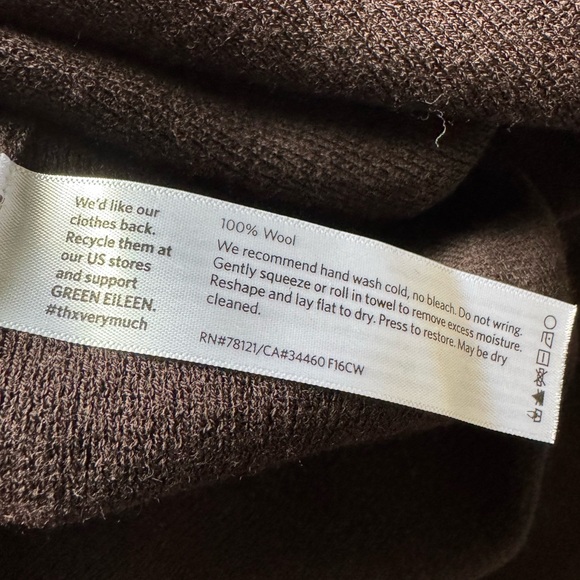 We'd like our
clothes back.
Recycle them at
our US stores
and support
GREEN EILEEN.
#thxverymuch
100% Wool
We recommend hand wash cold, no bleach. Do not wring.
Gently squeeze or roll in towel to remove excess moisture.
Reshape and lay flat to dry. Press to restore. May be dry
cleaned.
RN#78121/CA#34460 F16CW